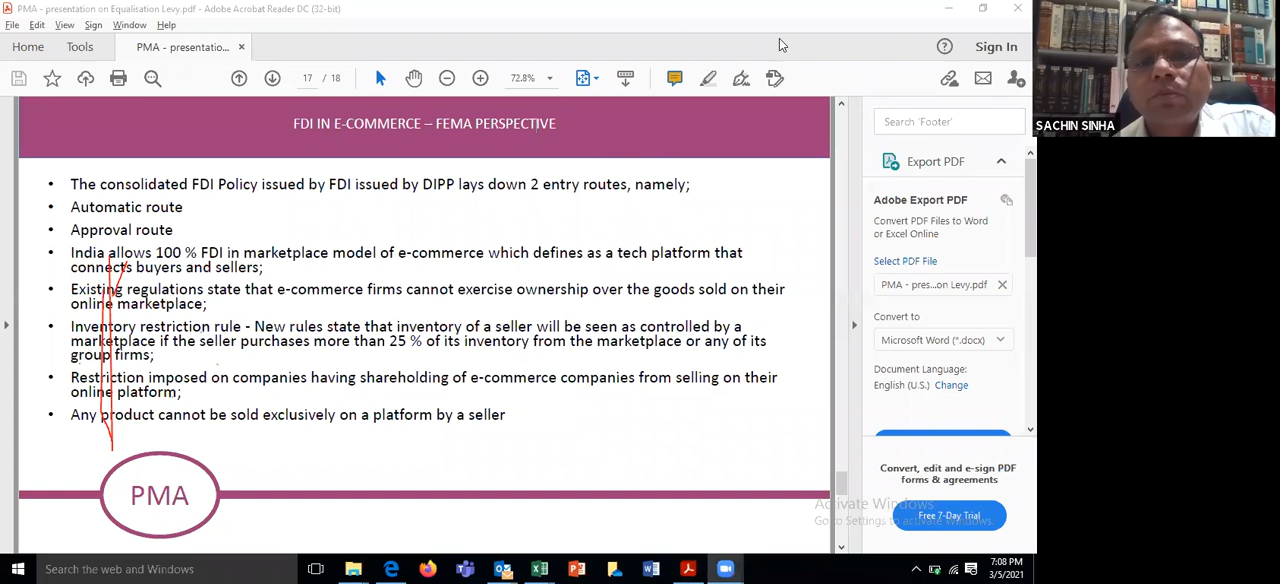 PMA - presentation on Equalisation Levy.pdf - Adobe Acrobat Reader DC (32-bit)
File Edit View Sign Window Help
Home Tools PMA - presentatio... × Sign In
17 / 18 72.8%
SACHIN SINHA
FDI IN E-COMMERCE – FEMA PERSPECTIVE
• The consolidated FDI Policy issued by FDI issued by DIPP lays down 2 entry routes, namely;
• Automatic route
• Approval route
• India allows 100 % FDI in marketplace model of e-commerce which defines as a tech platform that
connects buyers and sellers;
• Existing regulations state that e-commerce firms cannot exercise ownership over the goods sold on their
online marketplace;
• Inventory restriction rule - New rules state that inventory of a seller will be seen as controlled by a
marketplace if the seller purchases more than 25 % of its inventory from the marketplace or any of its
group firms;
• Restriction imposed on companies having shareholding of e-commerce companies from selling on their
online platform;
• Any product cannot be sold exclusively on a platform by a seller
PMA
Search 'Footer'
Export PDF
Adobe Export PDF
Convert PDF Files to Word
or Excel Online
Select PDF File
PMA - pres...on Levy.pdf
Convert to
Microsoft Word (*.docx)
Document Language:
English (U.S.) Change
Convert, edit and e-sign PDF
forms & agreements
Free 7-Day Trial
Activate Windows
Go to Settings to activate Windows.
Search the web and Windows
7:08 PM
3/5/2021